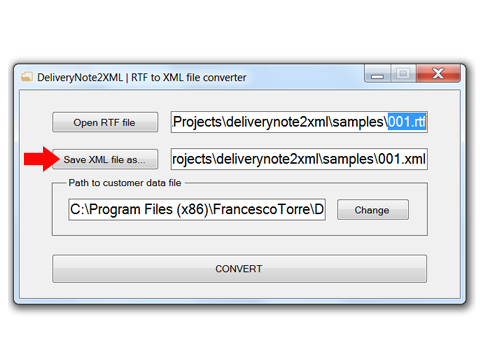 DeliveryNote2XML | RTF to XML file converter
Open RTF file Projects\deliverynote2xml\samples\001.rtf
Save XML file as... rojects\deliverynote2xml\samples\001.xml
Path to customer data file
C:\Program Files (x86)\FrancescoTorre\D Change
CONVERT